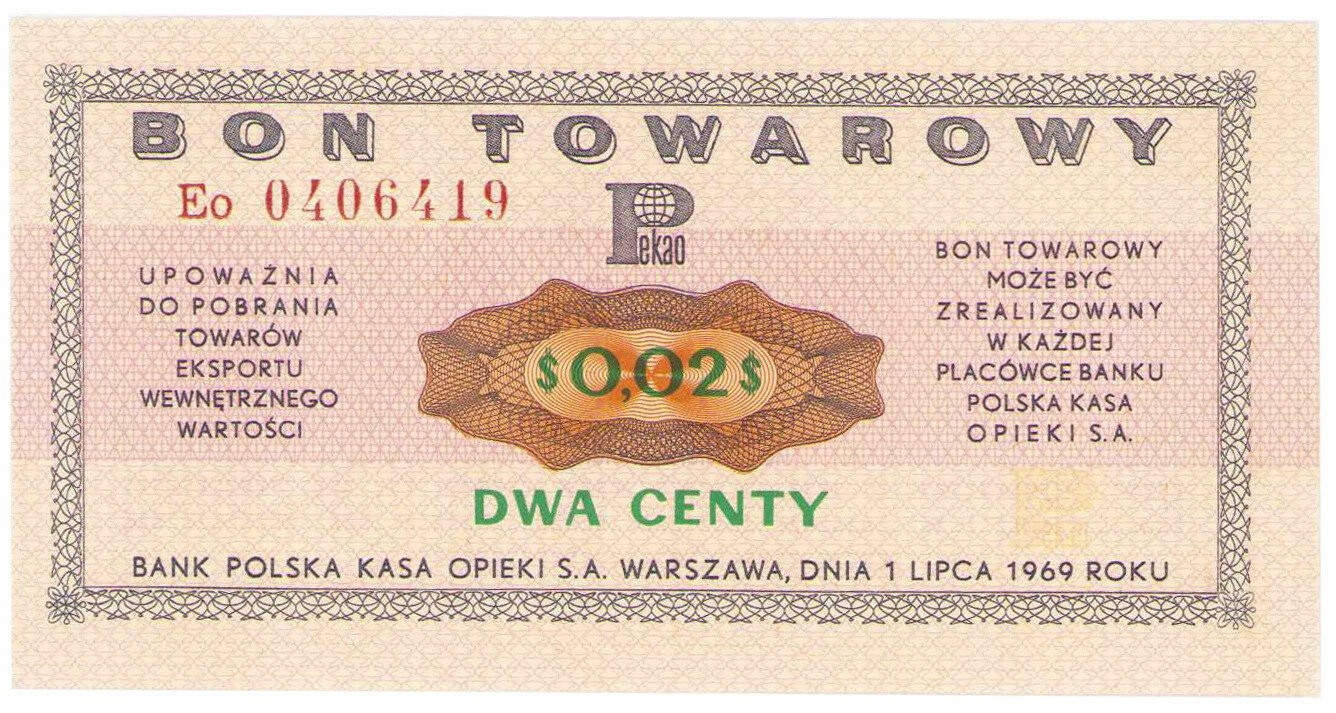 BON TOWAROWY
Eo 0406419
Pekao
UPOWAŻNIA
DO POBRANIA
TOWARÓW
EKSPORTU
WEWNĘTRZNEGO
WARTOŚCI
$0,02$
BON TOWAROWY
MOŻE BYĆ
ZREALIZOWANY
W KAŻDEJ
PLACÓWCE BANKU
POLSKA KASA
OPIEKI S.A.
DWA CENTY
BANK POLSKA KASA OPIEKI S.A. WARSZAWA, DNIA 1 LIPCA 1969 ROKU